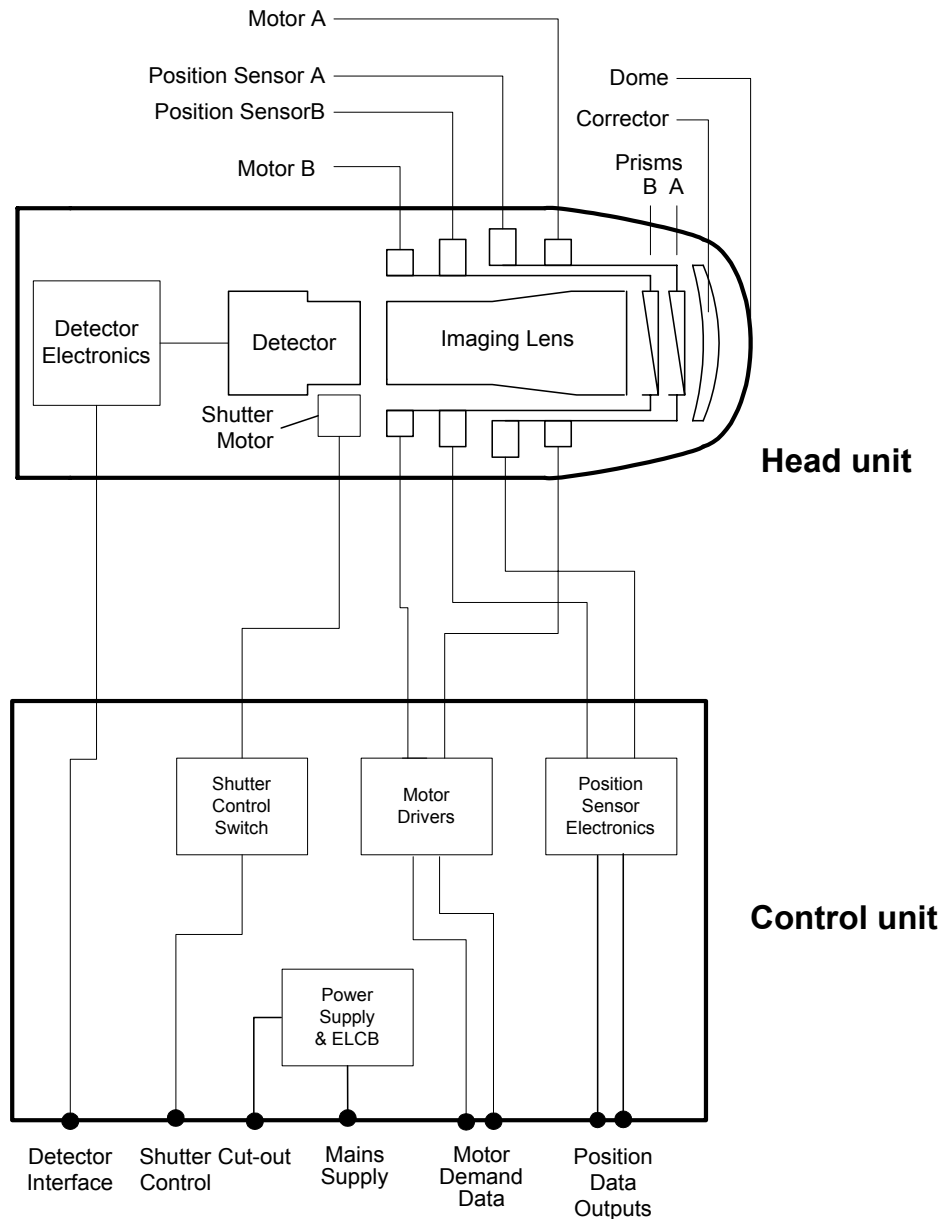 Motor A
Position Sensor A
Dome
Position SensorB
Corrector
Motor B
Prisms
B A
Detector
Electronics
Detector
Imaging Lens
Shutter
Motor
Head unit
Shutter
Control
Switch
Motor
Drivers
Position
Sensor
Electronics
Control unit
Power
Supply
& ELCB
Detector
Interface
Shutter
Control
Cut-out
Mains
Supply
Motor
Demand
Data
Position
Data
Outputs